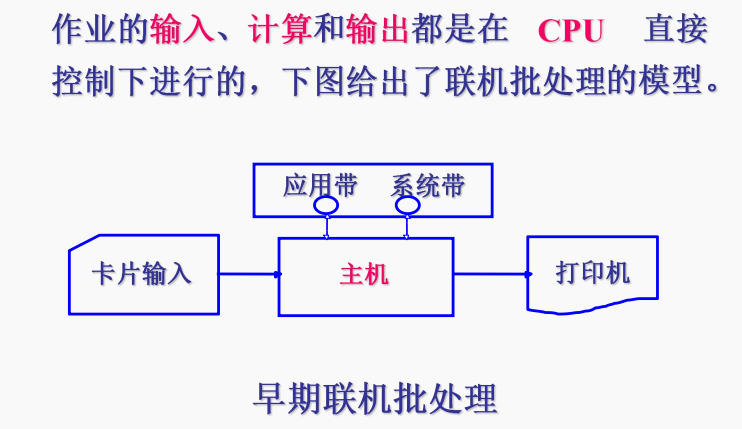 作业的输入、计算和输出都是在 CPU 直接
控制下进行的，下图给出了联机批处理的模型。
应用带 系统带
卡片输入 主机 打印机
早期联机批处理